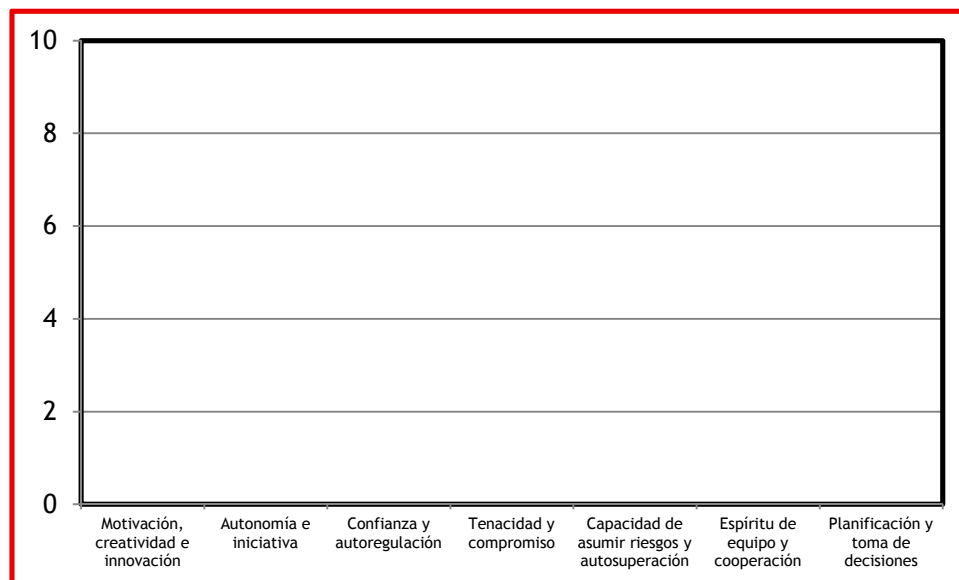 10
8
6
4
2
0
Motivación,
creatividad e
innovación
Autonomía e
iniciativa
Confianza y
autoregulación
Tenacidad y
compromiso
Capacidad de
asumir riesgos y
autosuperación
Espíritu de
equipo y
cooperación
Planificación y
toma de
decisiones